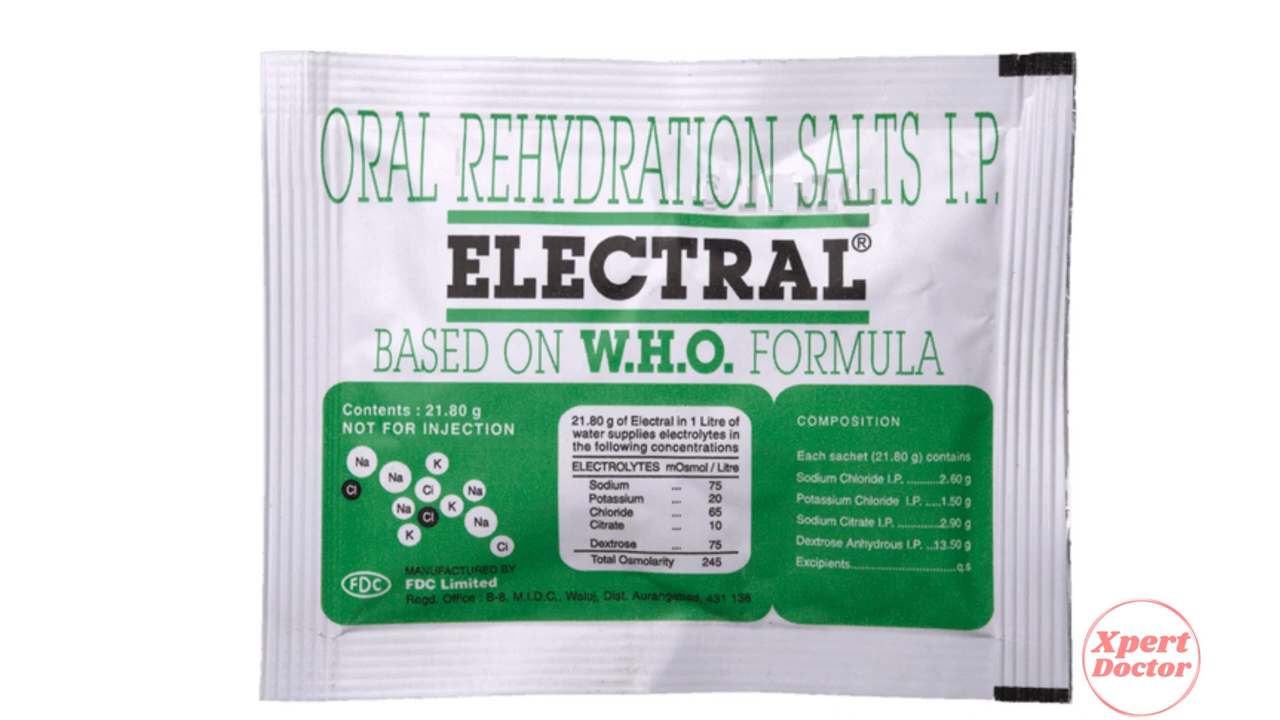 ORAL REHYDRATION SALTS I.P.
ELECTRAL®
BASED ON W.H.O. FORMULA
Contents : 21.80 g
NOT FOR INJECTION
Na
K
Na
Cl
Cl
Na
Na
K
Cl
Na
K
Cl
FDC
MANUFACTURED BY
FDC Limited
Regd. Office : B-8, M.I.D.C., Waluj, Dist. Aurangabad, 431 136
21.80 g of Electral in 1 Litre of
water supplies electrolytes in
the following concentrations
ELECTROLYTES mOsmol / Litre
Sodium .... 75
Potassium .... 20
Chloride .... 65
Citrate .... 10
Dextrose .... 75
Total Osmolarity 245
COMPOSITION
Each sachet (21.80 g) contains
Sodium Chloride I.P. ..........2.60 g
Potassium Chloride I.P. .....1.50 g
Sodium Citrate I.P. ..............2.90 g
Dextrose Anhydrous I.P. ...13.50 g
Excipients................................q.s
Xpert
Doctor